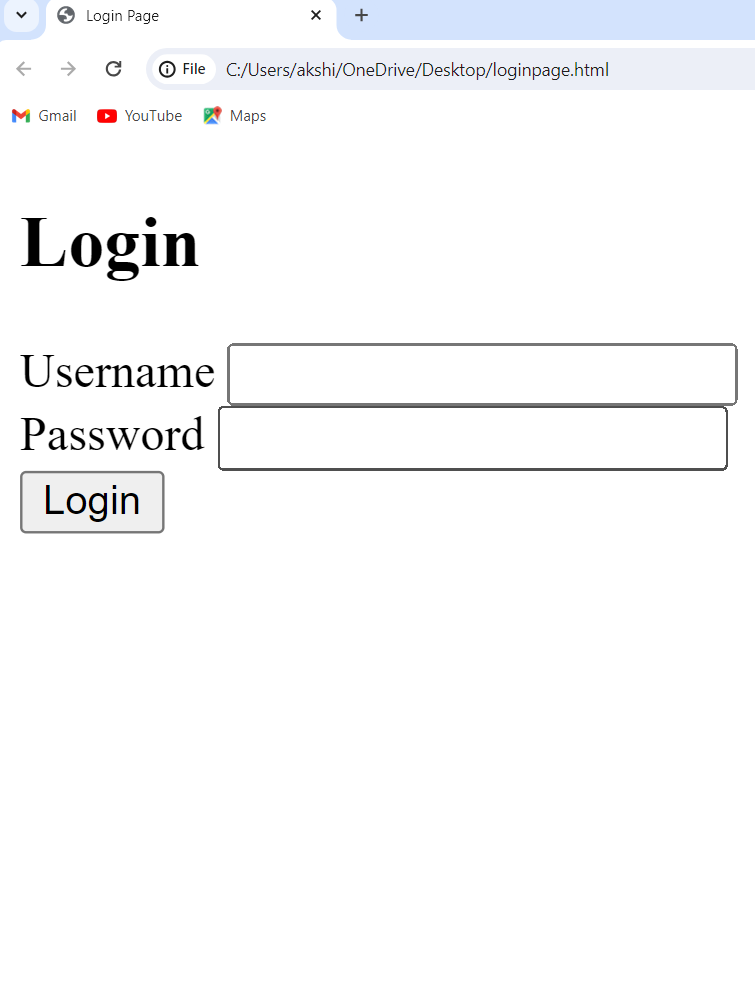 Login Page
File C:/Users/akshi/OneDrive/Desktop/loginpage.html
Gmail YouTube Maps
Login
Username
Password
Login